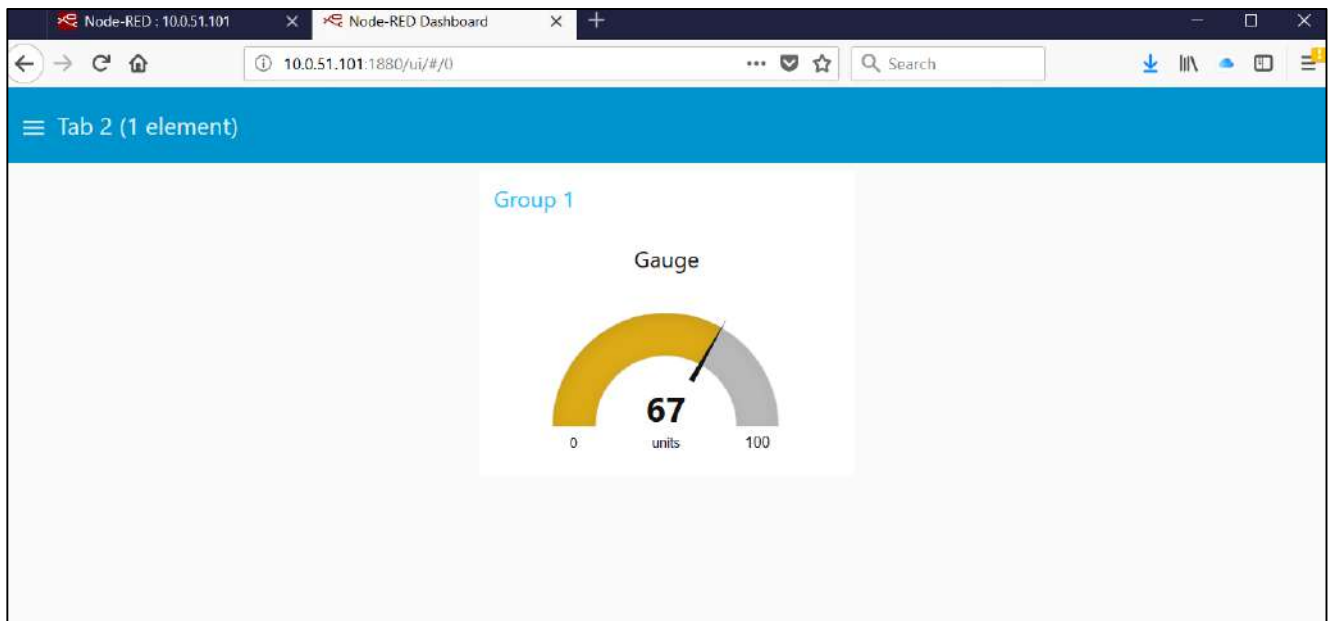 Node-RED : 10.0.51.101
Node-RED Dashboard
10.0.51.101:1880/ui/#/0
Search
Tab 2 (1 element)
Group 1
Gauge
67
0 units 100